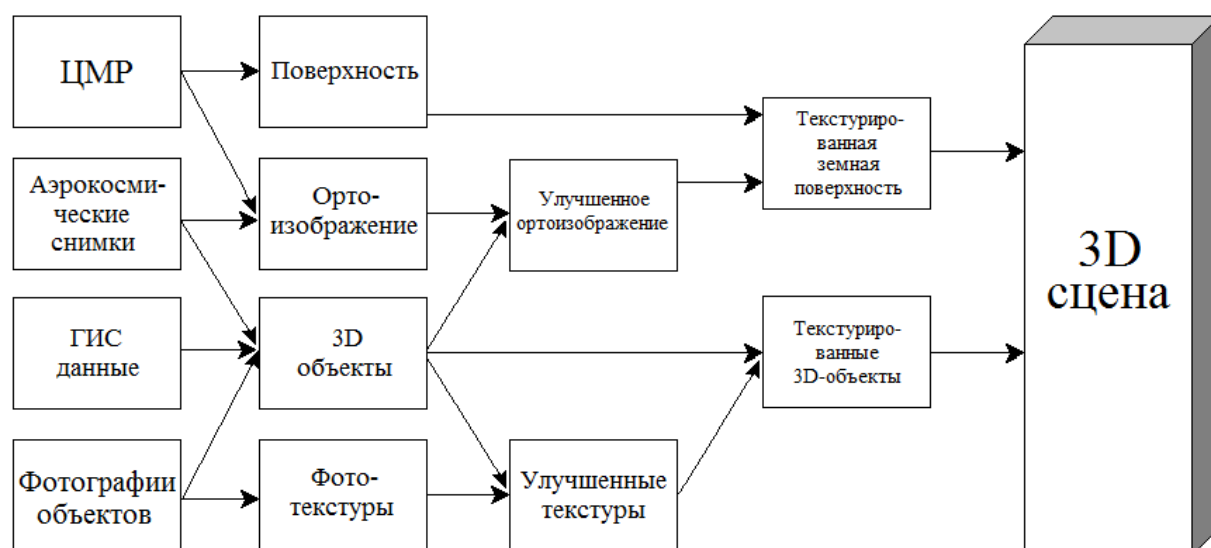 ЦМР
Поверхность
Текстуриро-
ванная
земная
поверхность
Аэрокосми-
ческие
снимки
Орто-
изображение
Улучшенное
ортоизображение
3D
сцена
ГИС
данные
3D
объекты
Текстуриро-
ванные
3D-объекты
Фотографии
объектов
Фото-
текстуры
Улучшенные
текстуры